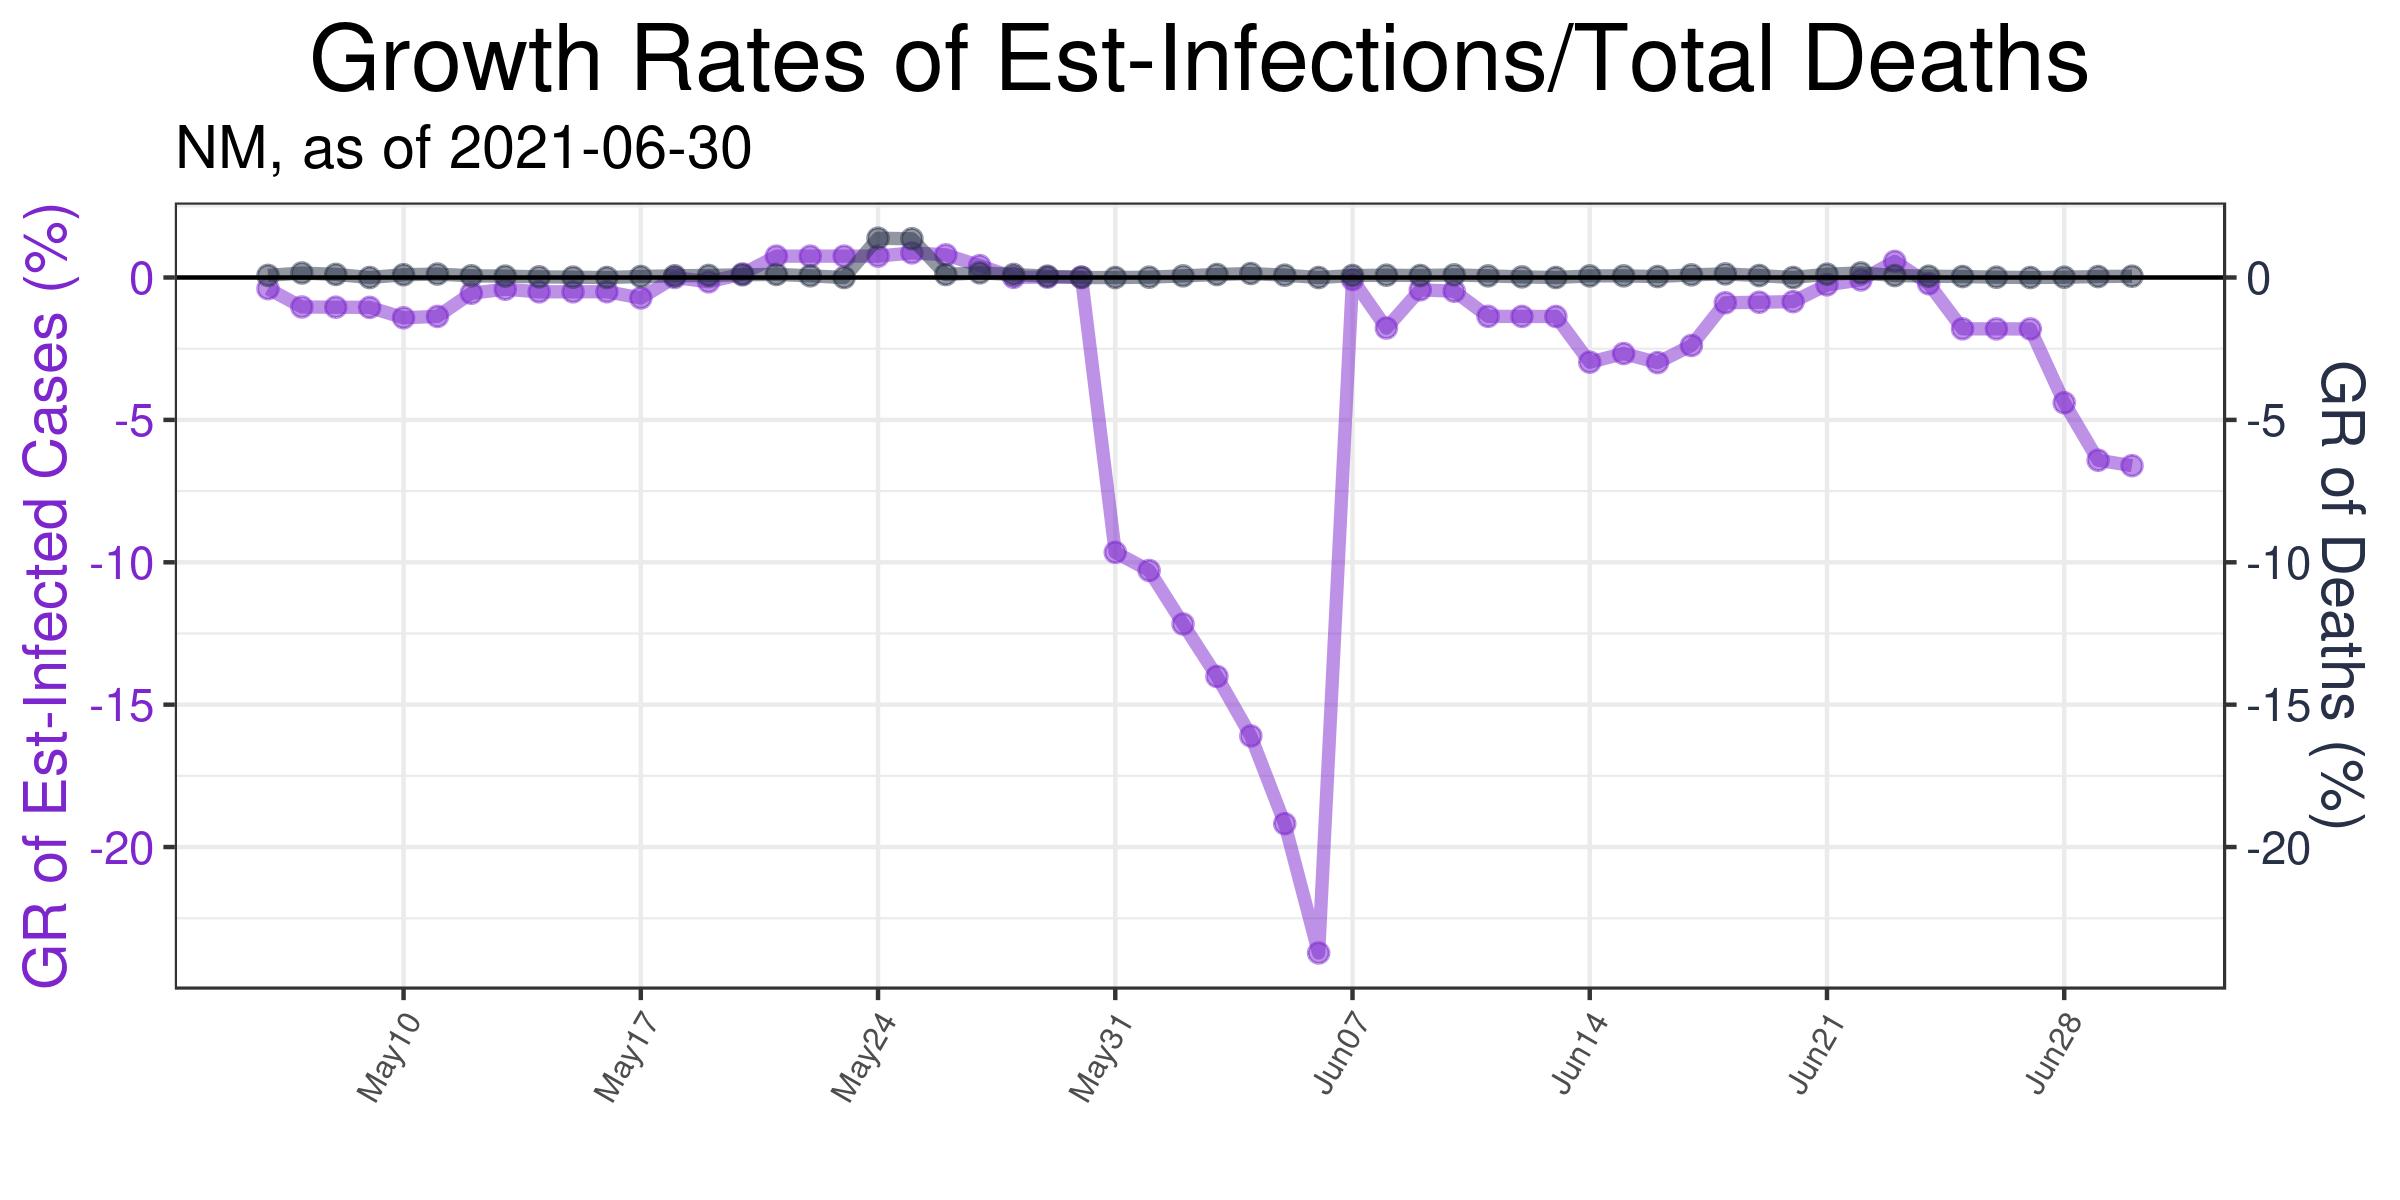 Growth Rates of Est-Infections/Total Deaths
NM, as of 2021-06-30
GR of Est-Infected Cases (%)
0
-5
-10
-15
-20
0
-5
-10
-15
-20
GR of Deaths (%)
May10
May17
May24
May31
Jun07
Jun14
Jun21
Jun28